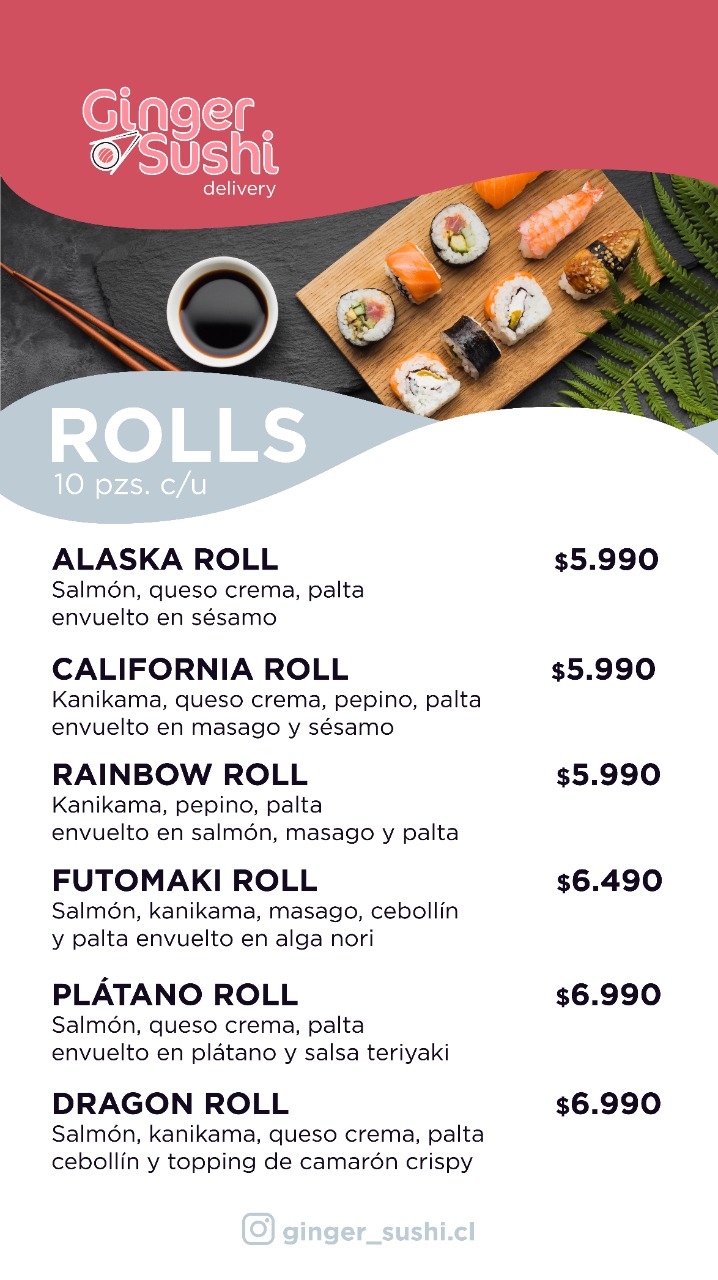 Ginger
Sushi
delivery
ROLLS
10 pzs. c/u
ALASKA ROLL $5.990
Salmón, queso crema, palta
envuelto en sésamo
CALIFORNIA ROLL $5.990
Kanikama, queso crema, pepino, palta
envuelto en masago y sésamo
RAINBOW ROLL $5.990
Kanikama, pepino, palta
envuelto en salmón, masago y palta
FUTOMAKI ROLL $6.490
Salmón, kanikama, masago, cebollín
y palta envuelto en alga nori
PLÁTANO ROLL $6.990
Salmón, queso crema, palta
envuelto en plátano y salsa teriyaki
DRAGON ROLL $6.990
Salmón, kanikama, queso crema, palta
cebollín y topping de camarón crispy
ginger_sushi.cl